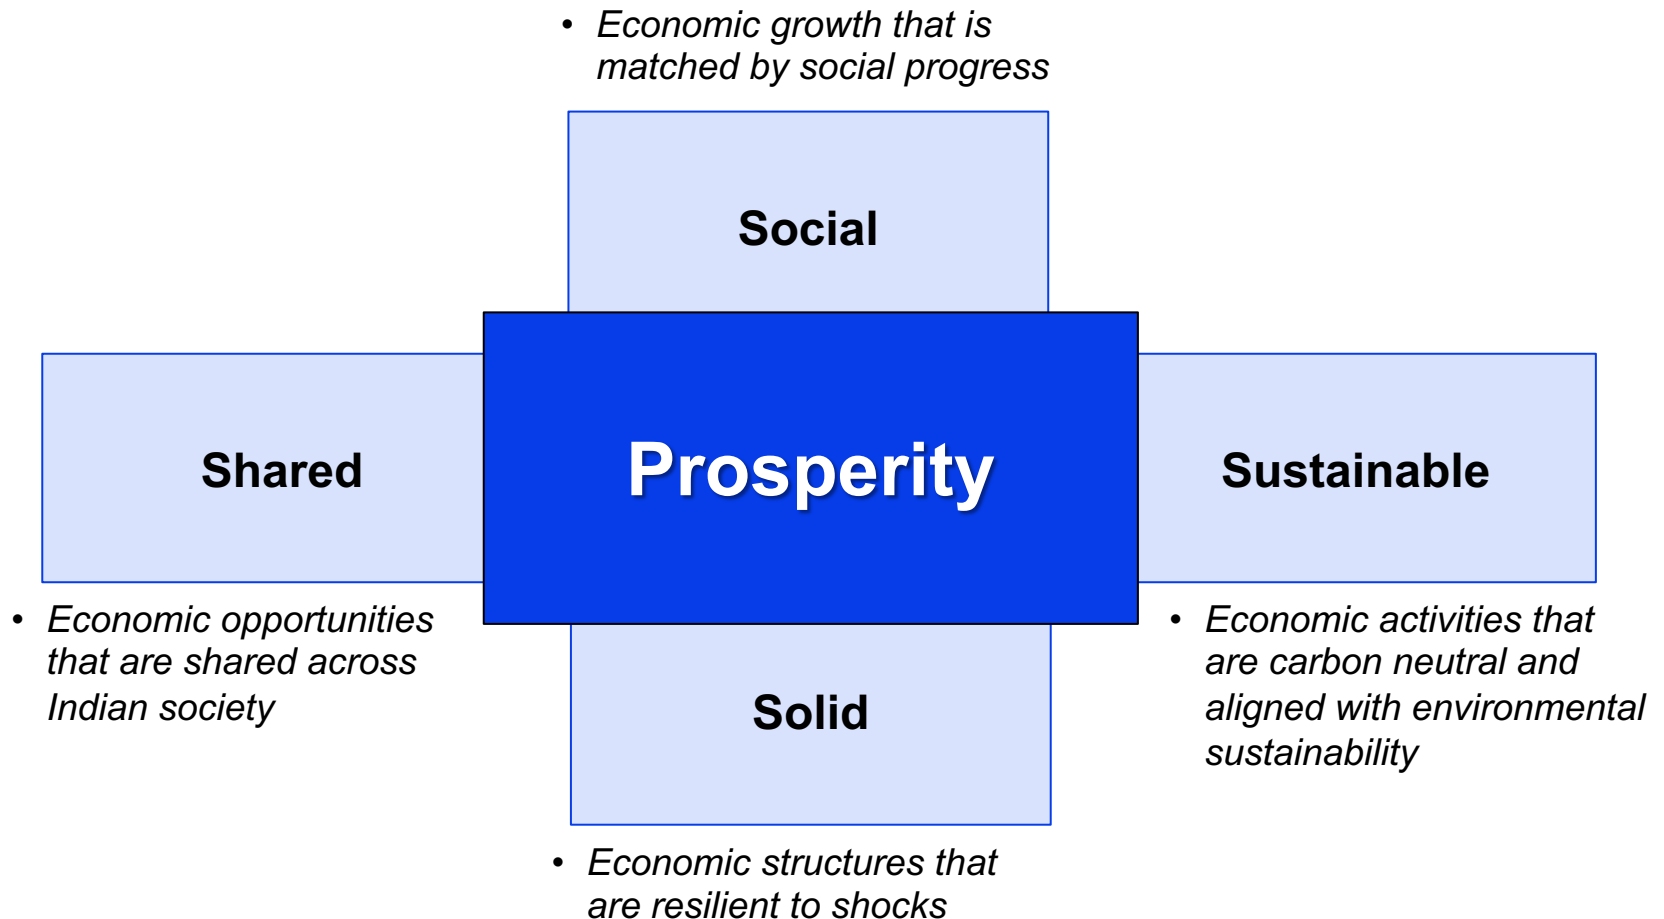 • Economic growth that is
matched by social progress
Social
Shared
Prosperity
Sustainable
• Economic opportunities
that are shared across
Indian society
• Economic activities that
are carbon neutral and
aligned with environmental
sustainability
Solid
• Economic structures that
are resilient to shocks